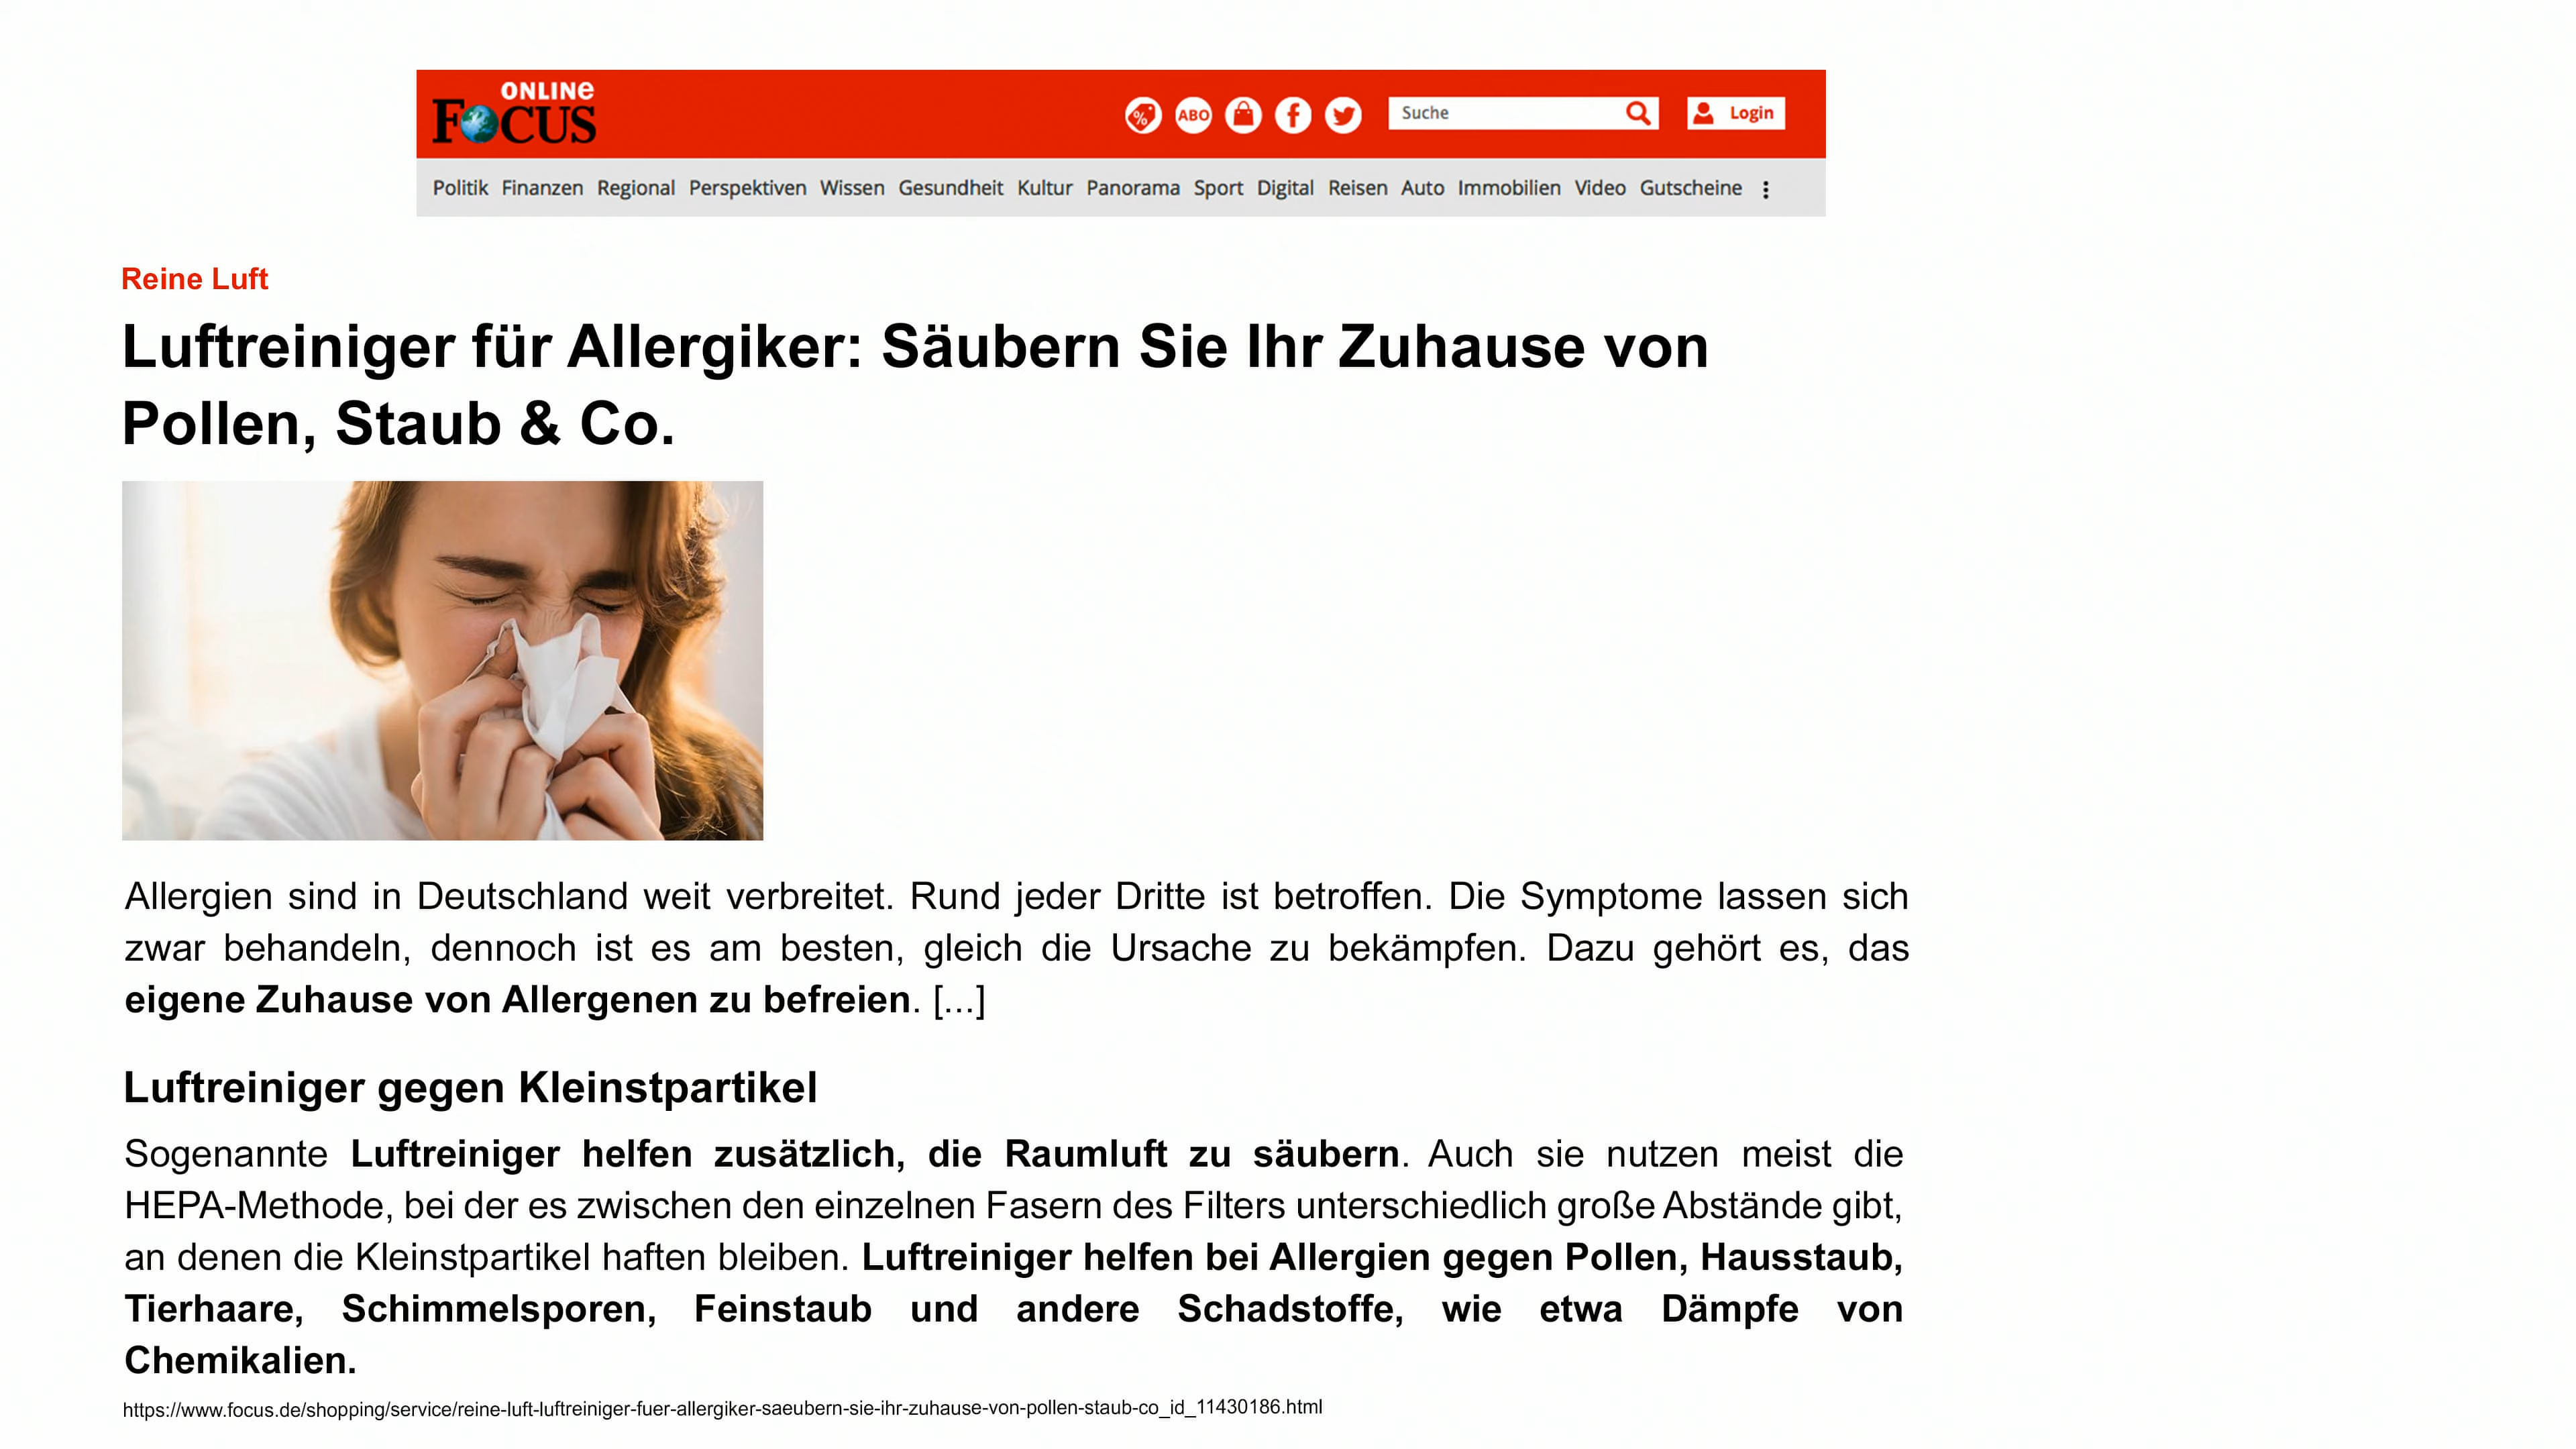 ONLINE
FOCUS
% ABO f Suche Login
Politik Finanzen Regional Perspektiven Wissen Gesundheit Kultur Panorama Sport Digital Reisen Auto Immobilien Video Gutscheine
Reine Luft
Luftreiniger für Allergiker: Säubern Sie Ihr Zuhause von
Pollen, Staub & Co.
Allergien sind in Deutschland weit verbreitet. Rund jeder Dritte ist betroffen. Die Symptome lassen sich
zwar behandeln, dennoch ist es am besten, gleich die Ursache zu bekämpfen. Dazu gehört es, das
eigene Zuhause von Allergenen zu befreien. [...]
Luftreiniger gegen Kleinstpartikel
Sogenannte Luftreiniger helfen zusätzlich, die Raumluft zu säubern. Auch sie nutzen meist die
HEPA-Methode, bei der es zwischen den einzelnen Fasern des Filters unterschiedlich große Abstände gibt,
an denen die Kleinstpartikel haften bleiben. Luftreiniger helfen bei Allergien gegen Pollen, Hausstaub,
Tierhaare, Schimmelsporen, Feinstaub und andere Schadstoffe, wie etwa Dämpfe von
Chemikalien.
https://www.focus.de/shopping/service/reine-luft-luftreiniger-fuer-allergiker-saeubern-sie-ihr-zuhause-von-pollen-staub-co_id_11430186.html